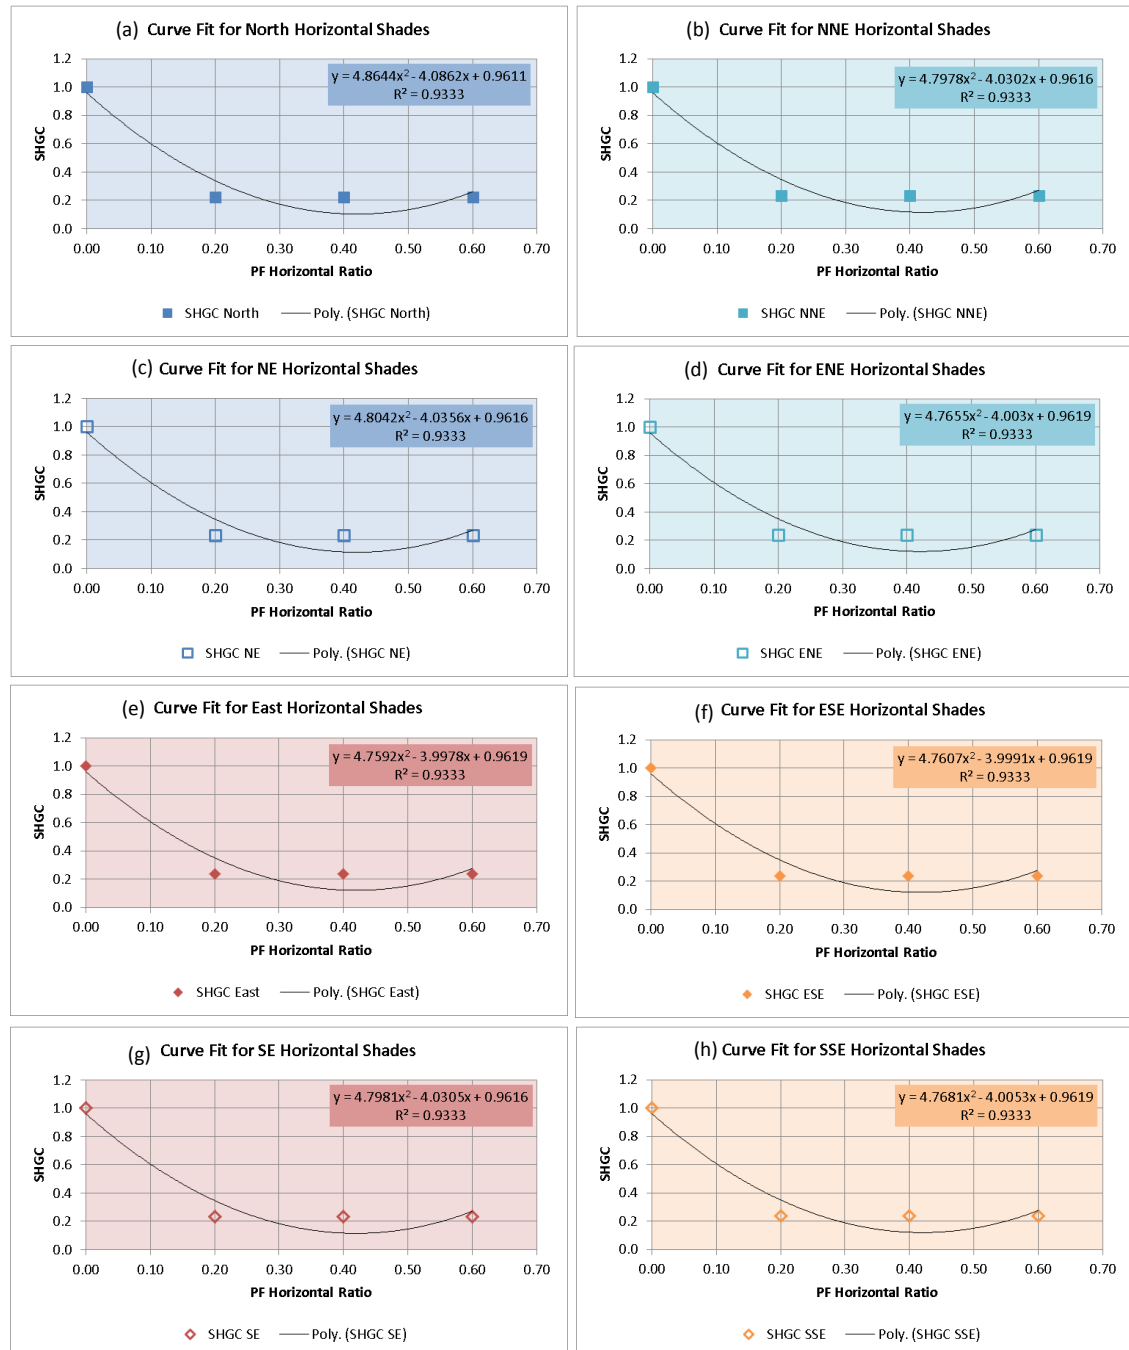 (a) Curve Fit for North Horizontal Shades
y = 4.8644x² - 4.0862x + 0.9611
R² = 0.9333
SHGC
1.2
1.0
0.8
0.6
0.4
0.2
0.0
0.00 0.10 0.20 0.30 0.40 0.50 0.60 0.70
PF Horizontal Ratio
SHGC North Poly. (SHGC North)
(b) Curve Fit for NNE Horizontal Shades
y = 4.7978x² - 4.0302x + 0.9616
R² = 0.9333
SHGC
1.2
1.0
0.8
0.6
0.4
0.2
0.0
0.00 0.10 0.20 0.30 0.40 0.50 0.60 0.70
PF Horizontal Ratio
SHGC NNE Poly. (SHGC NNE)
(c) Curve Fit for NE Horizontal Shades
y = 4.8042x² - 4.0356x + 0.9616
R² = 0.9333
SHGC
1.2
1.0
0.8
0.6
0.4
0.2
0.0
0.00 0.10 0.20 0.30 0.40 0.50 0.60 0.70
PF Horizontal Ratio
SHGC NE Poly. (SHGC NE)
(d) Curve Fit for ENE Horizontal Shades
y = 4.7655x² - 4.003x + 0.9619
R² = 0.9333
SHGC
1.2
1.0
0.8
0.6
0.4
0.2
0.0
0.00 0.10 0.20 0.30 0.40 0.50 0.60 0.70
PF Horizontal Ratio
SHGC ENE Poly. (SHGC ENE)
(e) Curve Fit for East Horizontal Shades
y = 4.7592x² - 3.9978x + 0.9619
R² = 0.9333
SHGC
1.2
1.0
0.8
0.6
0.4
0.2
0.0
0.00 0.10 0.20 0.30 0.40 0.50 0.60 0.70
PF Horizontal Ratio
SHGC East Poly. (SHGC East)
(f) Curve Fit for ESE Horizontal Shades
y = 4.7607x² - 3.9991x + 0.9619
R² = 0.9333
SHGC
1.2
1.0
0.8
0.6
0.4
0.2
0.0
0.00 0.10 0.20 0.30 0.40 0.50 0.60 0.70
PF Horizontal Ratio
SHGC ESE Poly. (SHGC ESE)
(g) Curve Fit for SE Horizontal Shades
y = 4.7981x² - 4.0305x + 0.9616
R² = 0.9333
SHGC
1.2
1.0
0.8
0.6
0.4
0.2
0.0
0.00 0.10 0.20 0.30 0.40 0.50 0.60 0.70
PF Horizontal Ratio
SHGC SE Poly. (SHGC SE)
(h) Curve Fit for SSE Horizontal Shades
y = 4.7681x² - 4.0053x + 0.9619
R² = 0.9333
SHGC
1.2
1.0
0.8
0.6
0.4
0.2
0.0
0.00 0.10 0.20 0.30 0.40 0.50 0.60 0.70
PF Horizontal Ratio
SHGC SSE Poly. (SHGC SSE)